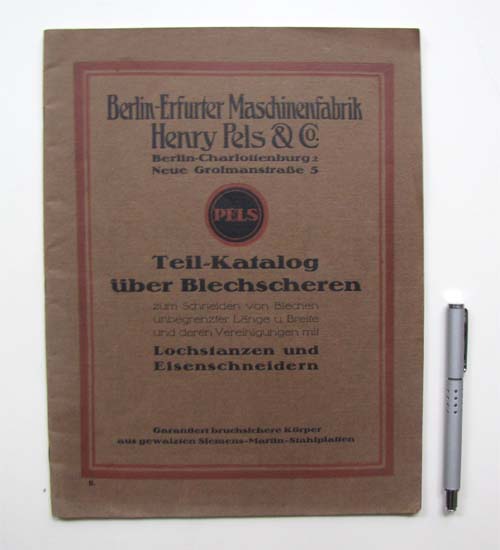 Berlin-Erfurter Maschinenfabrik
Henry Pels & Co.
Berlin-Charlottenburg 2
Neue Grolmanstraße 5
PELS
Teil-Katalog
über Blechscheren
zum Schneiden von Blechen
unbegrenzter Länge u. Breite
und deren Vereinigungen mit
Lochstanzen und
Eisenschneidern
Garantiert bruchsichere Körper
aus gewalzten Siemens-Martin-Stahlplatten